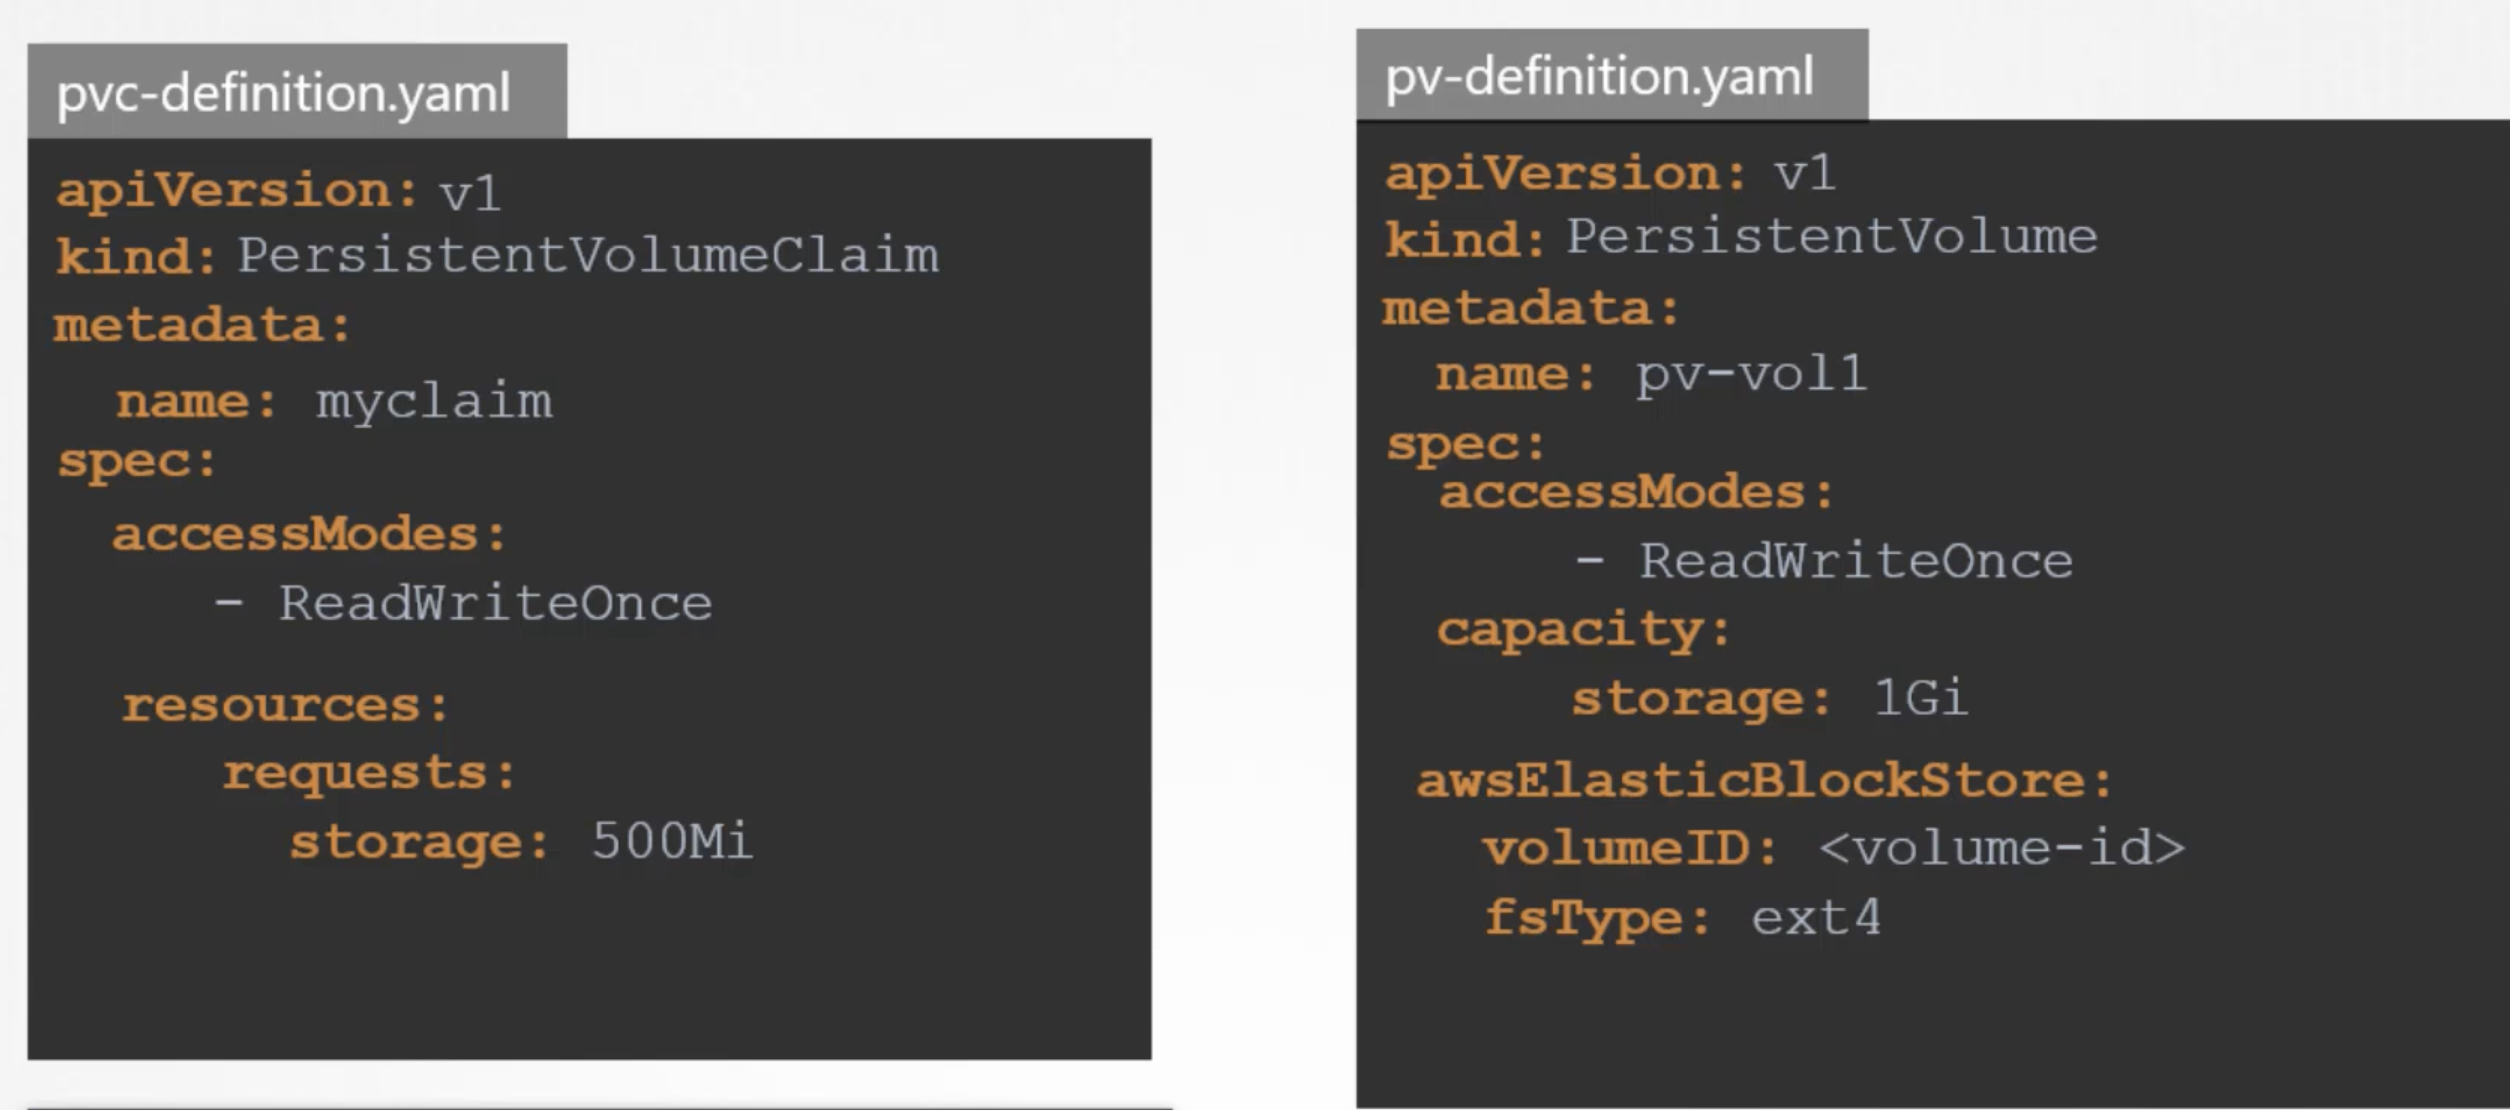 pvc-definition.yaml
apiVersion: v1
kind: PersistentVolumeClaim
metadata:
name: myclaim
spec:
accessModes:
- ReadWriteOnce
resources:
requests:
storage: 500Mi
pv-definition.yaml
apiVersion: v1
kind: PersistentVolume
metadata:
name: pv-vol1
spec:
accessModes:
- ReadWriteOnce
capacity:
storage: 1Gi
awsElasticBlockStore:
volumeID: <volume-id>
fsType: ext4